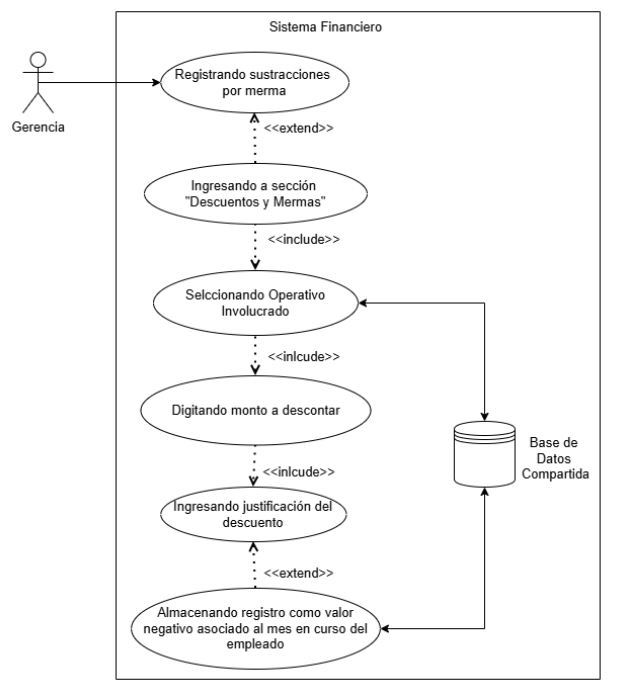 Sistema Financiero
Registrando sustracciones
por merma
Gerencia
<<extend>>
Ingresando a sección
"Descuentos y Mermas"
<<include>>
Selccionando Operativo
Involucrado
<<inlcude>>
Digitando monto a descontar
Base de
Datos
Compartida
<<inlcude>>
Ingresando justificación del
descuento
<<extend>>
Almacenando registro como valor
negativo asociado al mes en curso del
empleado